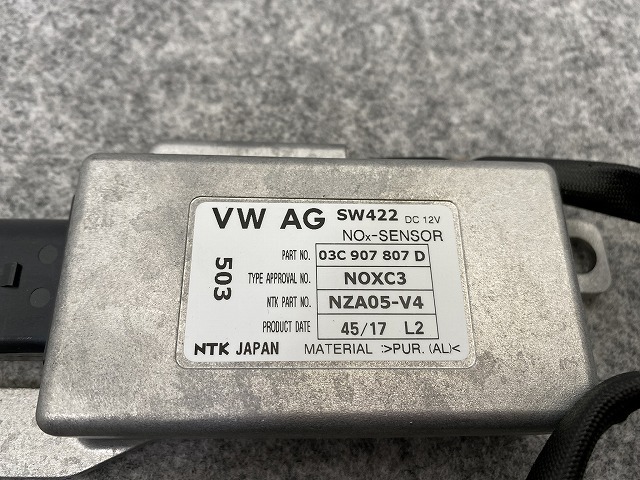 VW AG SW422 DC 12V
NOx-SENSOR
503
PART NO. 03C 907 807 D
TYPE APPROVAL NO. NOXC3
NTK PART NO. NZA05-V4
PRODUCT DATE 45/17 L2
NTK JAPAN MATERIAL :>PUR. (AL)<